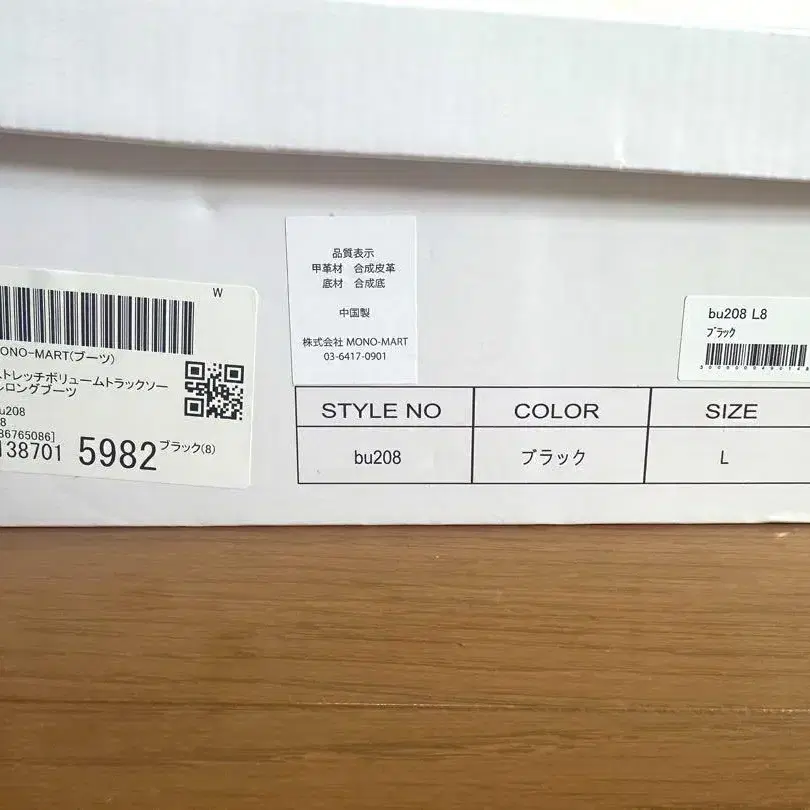 W
ONO-MART(ブーツ)
ストレッチボリュームトラックソー
ルロングブーツ
u208
8
86765086]
138701 5982 ブラック(8)
品質表示
甲革材 合成皮革
底材 合成底
中国製
株式会社 MONO-MART
03-6417-0901
bu208 L8
ブラック
STYLE NO COLOR SIZE
bu208 ブラック L